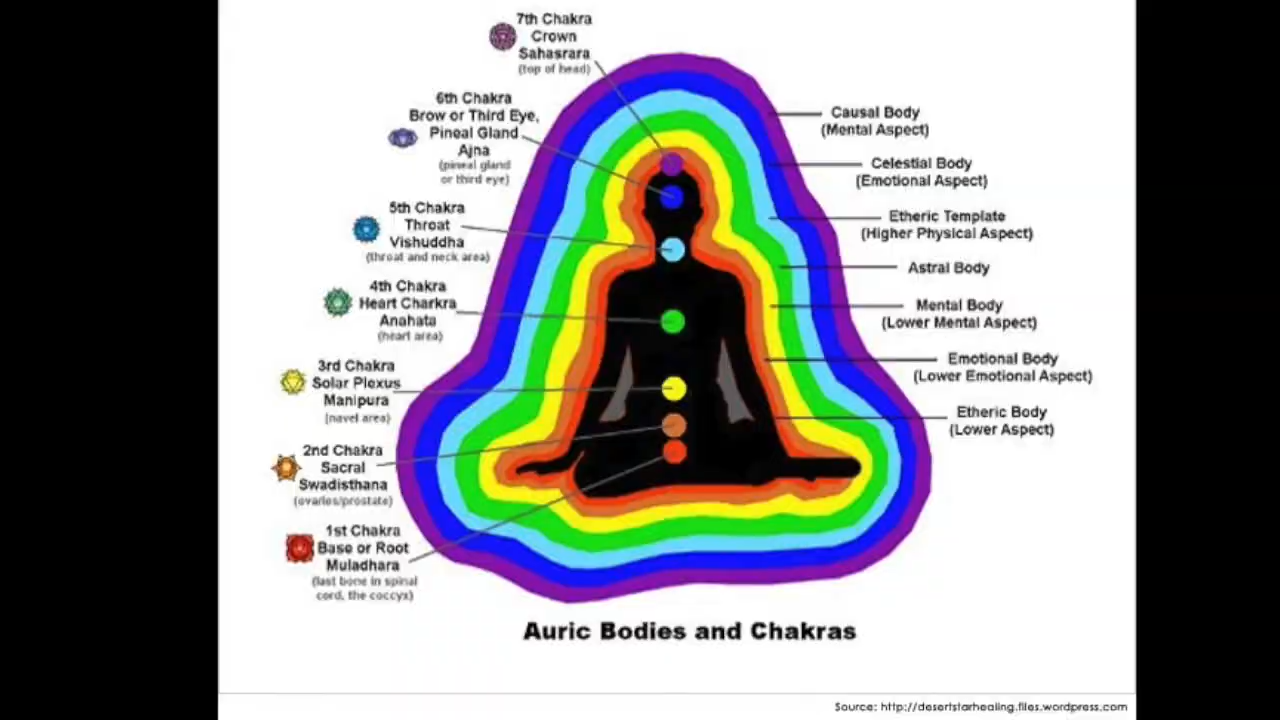 7th Chakra
Crown
Sahasrara
(top of head)
6th Chakra
Brow or Third Eye,
Pineal Gland
Ajna
(pineal gland
or third eye)
5th Chakra
Throat
Vishuddha
(throat and neck area)
4th Chakra
Heart Charkra
Anahata
(heart area)
3rd Chakra
Solar Plexus
Manipura
(navel area)
2nd Chakra
Sacral
Swadisthana
(ovaries/prostate)
1st Chakra
Base or Root
Muladhara
(last bone in spinal
cord, the coccyx)
Causal Body
(Mental Aspect)
Celestial Body
(Emotional Aspect)
Etheric Template
(Higher Physical Aspect)
Astral Body
Mental Body
(Lower Mental Aspect)
Emotional Body
(Lower Emotional Aspect)
Etheric Body
(Lower Aspect)
Auric Bodies and Chakras
Source: http://desertstarhealing.files.wordpress.com